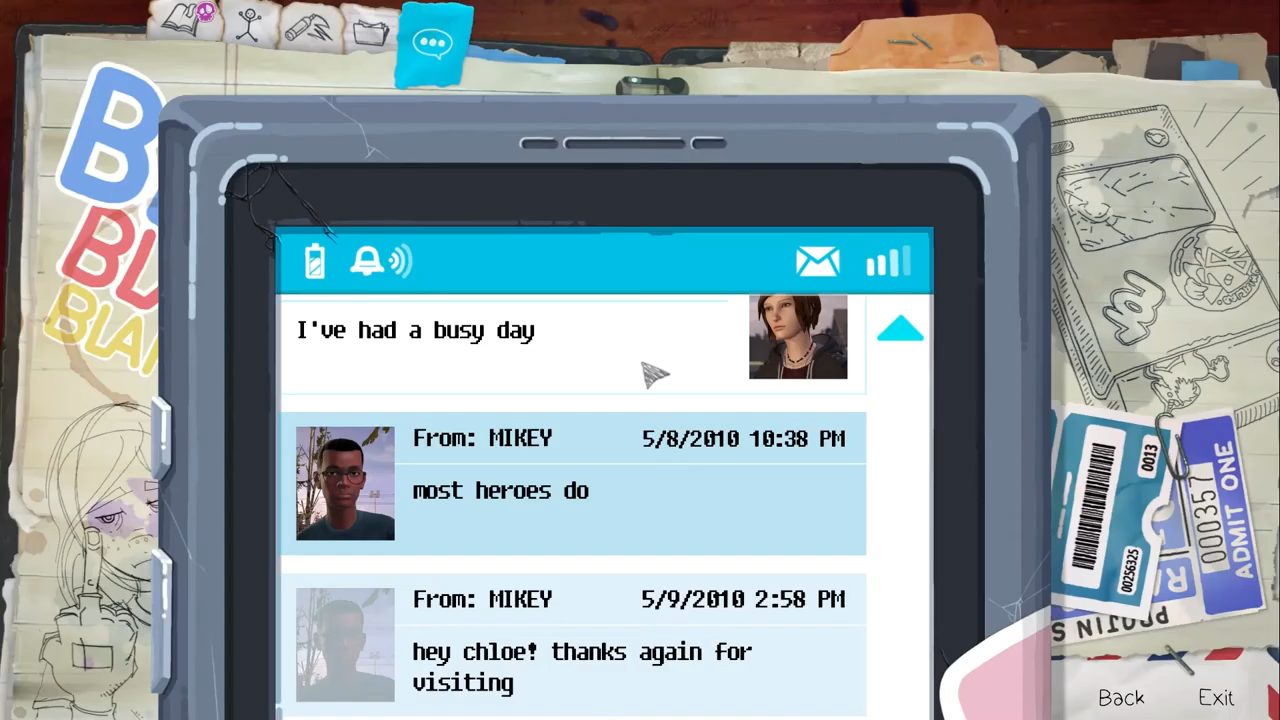 I've had a busy day
From: MIKEY 5/8/2010 10:38 PM
most heroes do
From: MIKEY 5/9/2010 2:58 PM
hey chloe! thanks again for
visiting
0013
00256325
000357
ADMIT ONE
Back
Exit